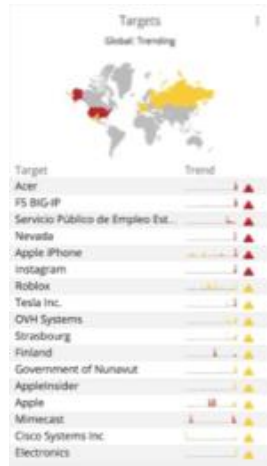 Targets
Global: Trending
Target Trend
Acer
F5 BIG-IP
Servicio Público de Empleo Est...
Nevada
Apple iPhone
Instagram
Roblox
Tesla Inc.
OVH Systems
Strasbourg
Finland
Government of Nunavut
AppleInsider
Apple
Mimecast
Cisco Systems Inc
Electronics